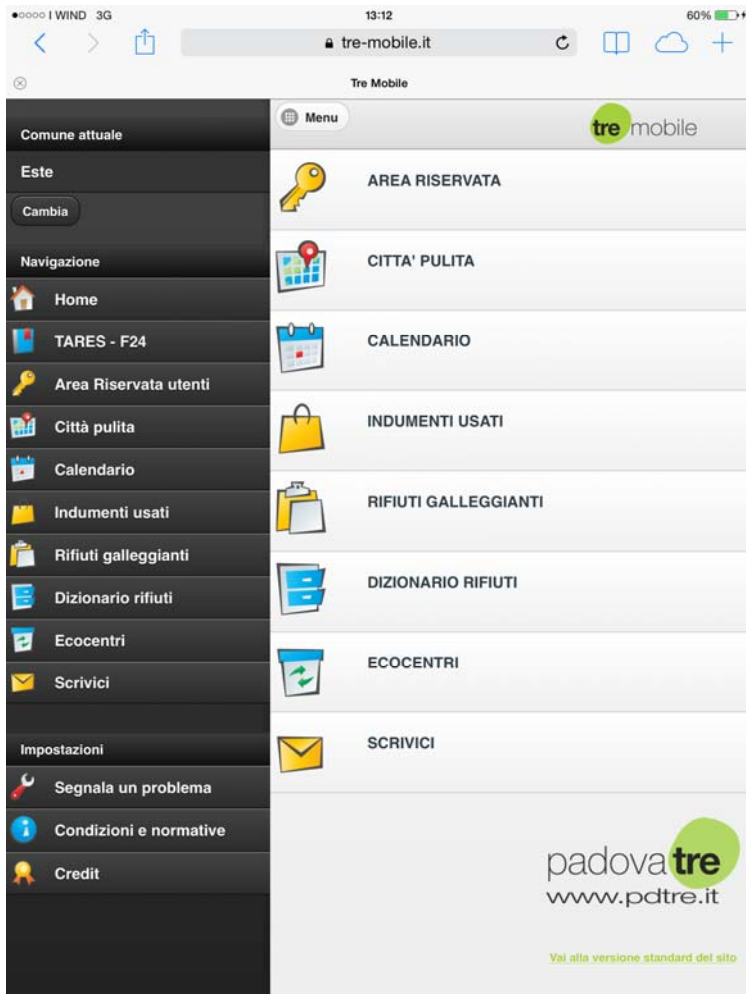 WIND 3G
13:12
60%
tre-mobile.it
Tre Mobile
Comune attuale
Este
Cambia
Navigazione
Home
TARES - F24
Area Riservata utenti
Città pulita
Calendario
Indumenti usati
Rifiuti galleggianti
Dizionario rifiuti
Ecocentri
Scrivici
Impostazioni
Segnala un problema
Condizioni e normative
Credit
Menu
tre mobile
AREA RISERVATA
CITTA' PULITA
CALENDARIO
INDUMENTI USATI
RIFIUTI GALLEGGIANTI
DIZIONARIO RIFIUTI
ECOCENTRI
SCRIVICI
padova tre
www.pdtre.it
Vai alla versione standard del sito